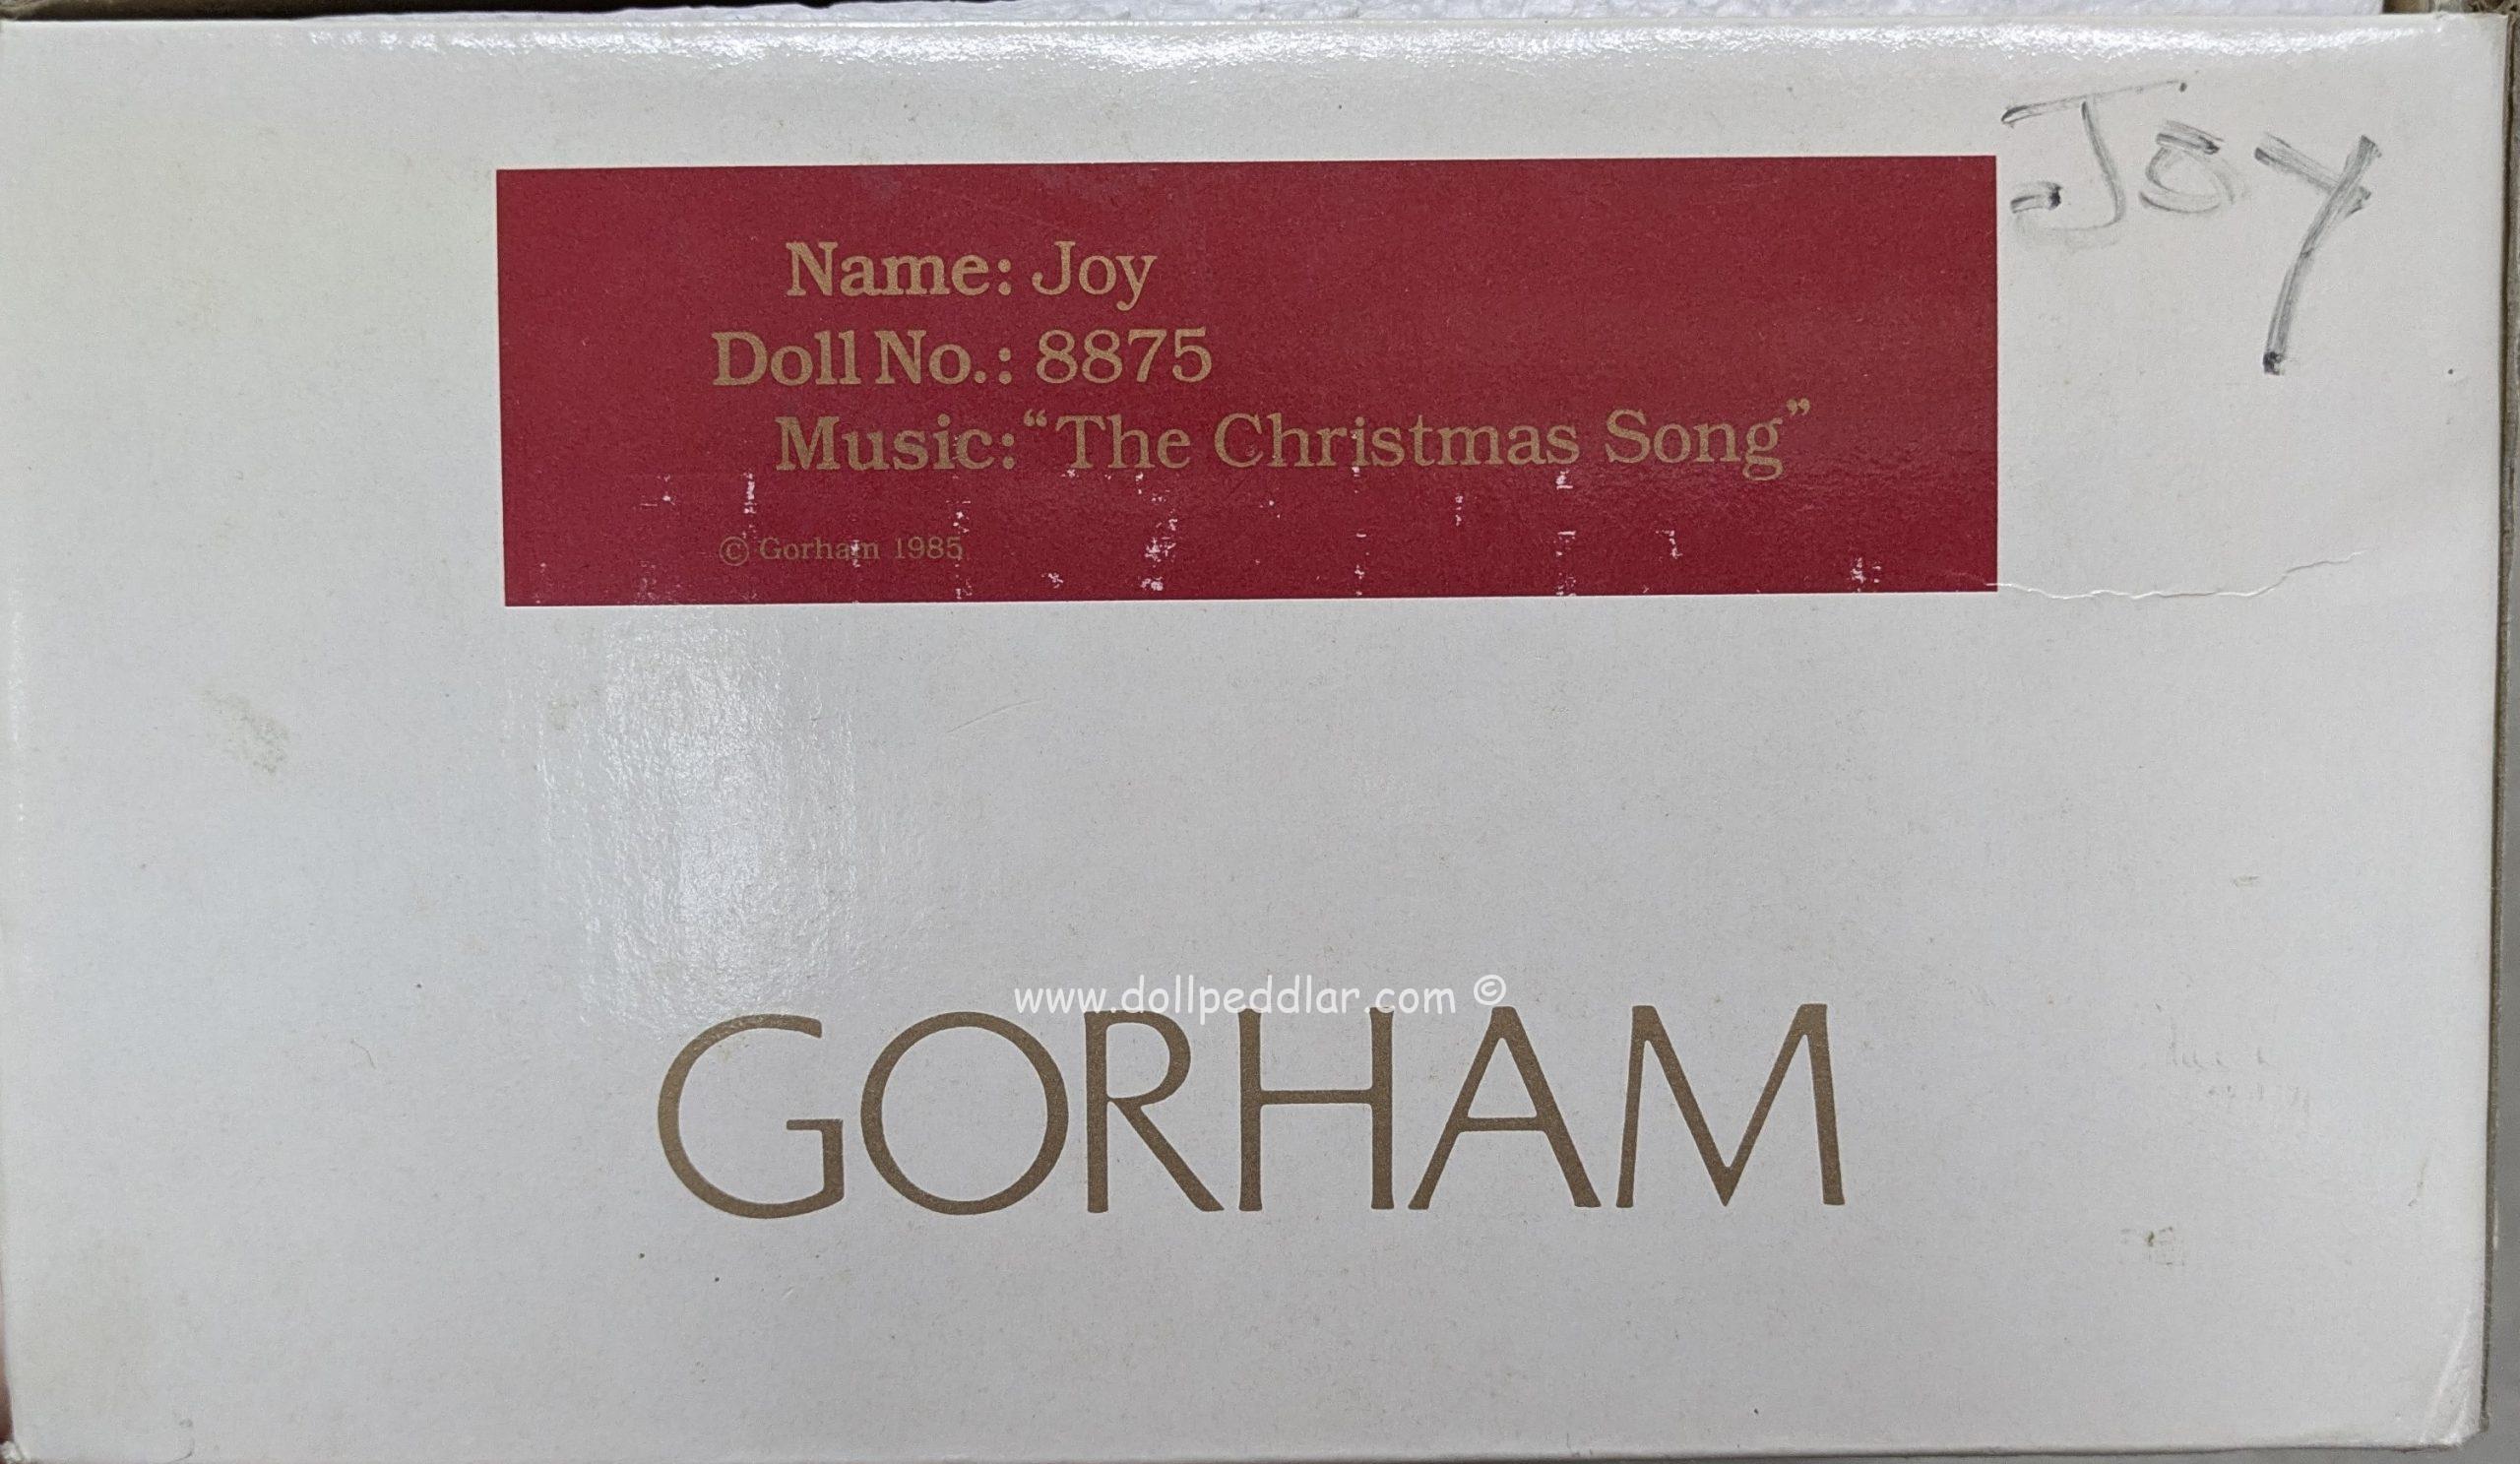 Joy
Name: Joy
Doll No.: 8875
Music: “The Christmas Song”
© Gorham 1985
www.dollpeddlar.com ©
GORHAM